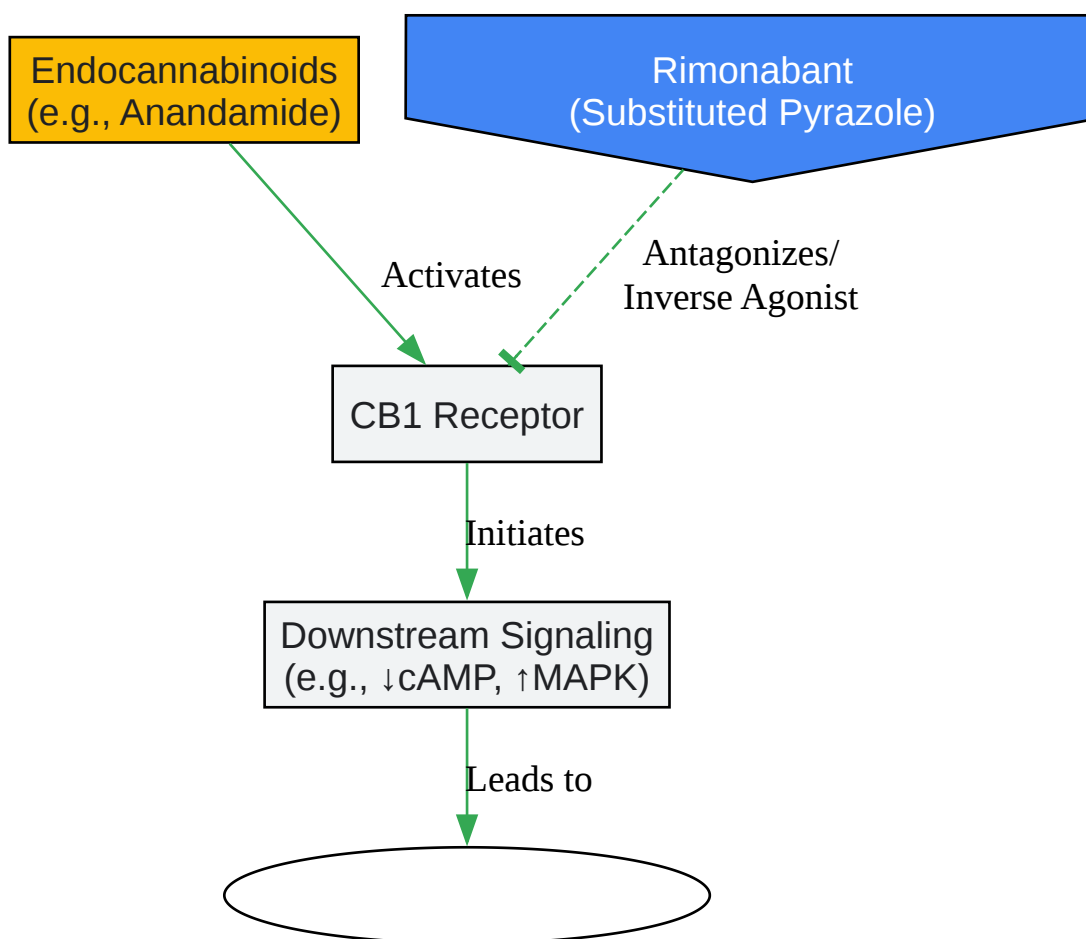 Endocannabinoids
(e.g., Anandamide)
Rimonabant
(Substituted Pyrazole)
Activates
Antagonizes/
Inverse Agonist
CB1 Receptor
Initiates
Downstream Signaling
(e.g., ↓cAMP, ↑MAPK)
Leads to